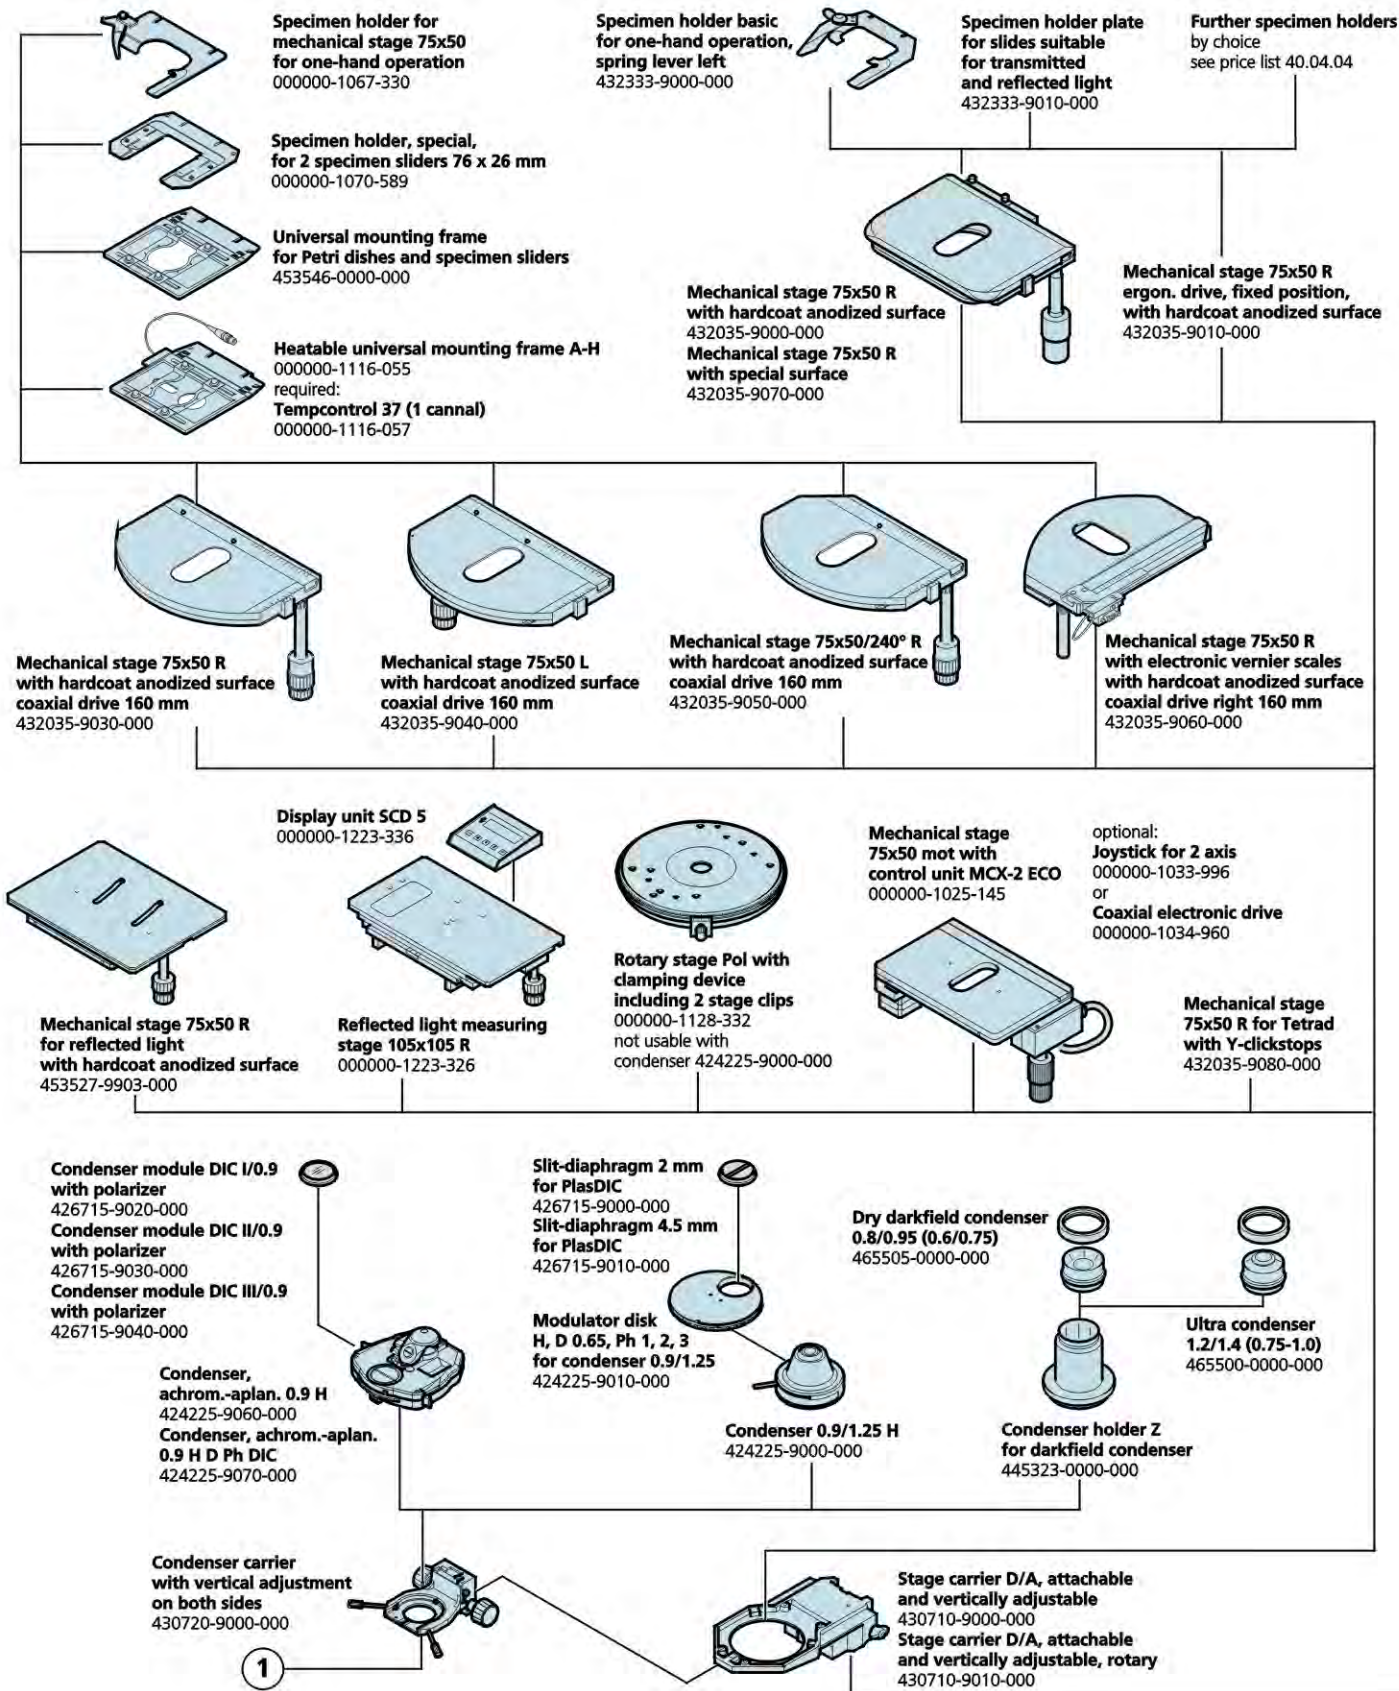 Specimen holder for
mechanical stage 75x50
for one-hand operation
000000-1067-330
Specimen holder basic
for one-hand operation,
spring lever left
432333-9000-000
Specimen holder plate
for slides suitable
for transmitted
and reflected light
432333-9010-000
Further specimen holders
by choice
see price list 40.04.04
Specimen holder, special,
for 2 specimen sliders 76 x 26 mm
000000-1070-589
Universal mounting frame
for Petri dishes and specimen sliders
453546-0000-000
Heatable universal mounting frame A-H
000000-1116-055
required:
Tempcontrol 37 (1 cannal)
000000-1116-057
Mechanical stage 75x50 R
with hardcoat anodized surface
432035-9000-000
Mechanical stage 75x50 R
with special surface
432035-9070-000
Mechanical stage 75x50 R
ergon. drive, fixed position,
with hardcoat anodized surface
432035-9010-000
Mechanical stage 75x50 R
with hardcoat anodized surface
coaxial drive 160 mm
432035-9030-000
Mechanical stage 75x50 L
with hardcoat anodized surface
coaxial drive 160 mm
432035-9040-000
Mechanical stage 75x50/240° R
with hardcoat anodized surface
coaxial drive 160 mm
432035-9050-000
Mechanical stage 75x50 R
with electronic vernier scales
with hardcoat anodized surface
coaxial drive right 160 mm
432035-9060-000
Display unit SCD 5
000000-1223-336
Mechanical stage
75x50 mot with
control unit MCX-2 ECO
000000-1025-145
optional:
Joystick for 2 axis
000000-1033-996
or
Coaxial electronic drive
000000-1034-960
Mechanical stage 75x50 R
for reflected light
with hardcoat anodized surface
453527-9903-000
Reflected light measuring
stage 105x105 R
000000-1223-326
Rotary stage Pol with
clamping device
including 2 stage clips
000000-1128-332
not usable with
condenser 424225-9000-000
Mechanical stage
75x50 R for Tetrad
with Y-clickstops
432035-9080-000
Condenser module DIC I/0.9
with polarizer
426715-9020-000
Condenser module DIC II/0.9
with polarizer
426715-9030-000
Condenser module DIC III/0.9
with polarizer
426715-9040-000
Condenser,
achrom.-aplan. 0.9 H
424225-9060-000
Condenser, achrom.-aplan.
0.9 H D Ph DIC
424225-9070-000
Slit-diaphragm 2 mm
for PlasDIC
426715-9000-000
Slit-diaphragm 4.5 mm
for PlasDIC
426715-9010-000
Modulator disk
H, D 0.65, Ph 1, 2, 3
for condenser 0.9/1.25
424225-9010-000
Condenser 0.9/1.25 H
424225-9000-000
Dry darkfield condenser
0.8/0.95 (0.6/0.75)
465505-0000-000
Ultra condenser
1.2/1.4 (0.75-1.0)
465500-0000-000
Condenser holder Z
for darkfield condenser
445323-0000-000
Condenser carrier
with vertical adjustment
on both sides
430720-9000-000
1
Stage carrier D/A, attachable
and vertically adjustable
430710-9000-000
Stage carrier D/A, attachable
and vertically adjustable, rotary
430710-9010-000